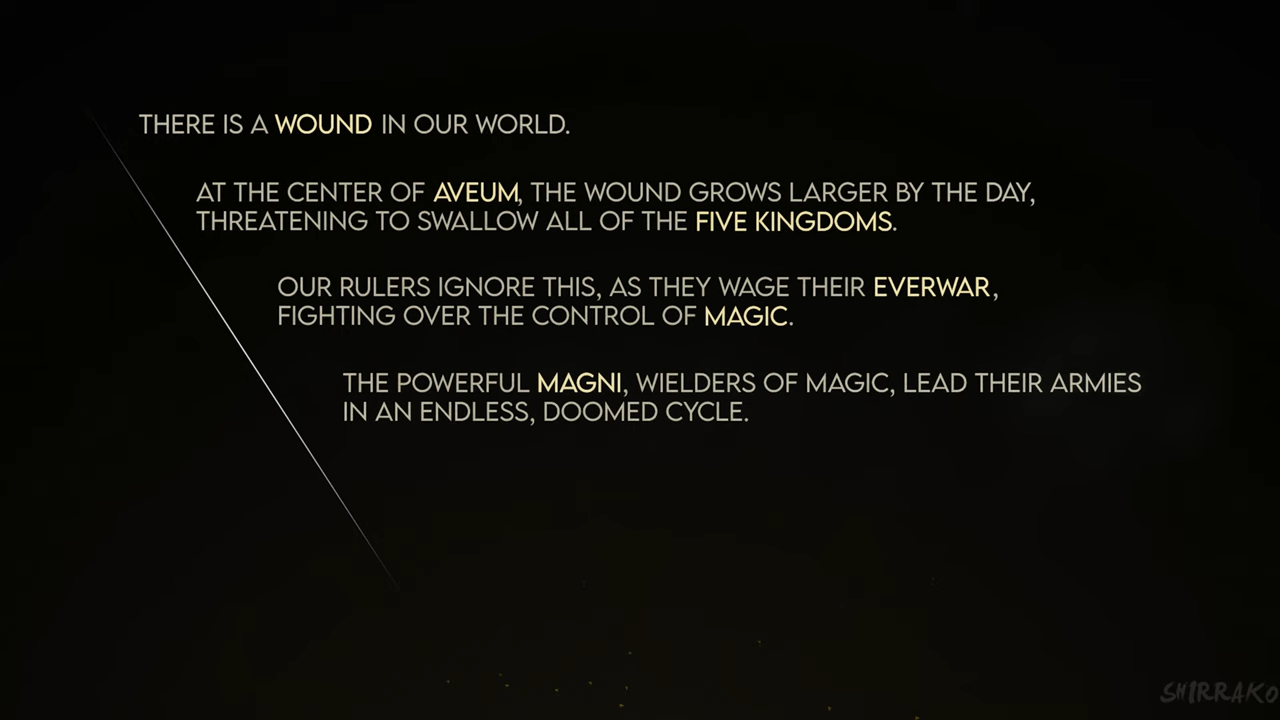 THERE IS A WOUND IN OUR WORLD.
AT THE CENTER OF AVEUM, THE WOUND GROWS LARGER BY THE DAY,
THREATENING TO SWALLOW ALL OF THE FIVE KINGDOMS.
OUR RULERS IGNORE THIS, AS THEY WAGE THEIR EVERWAR,
FIGHTING OVER THE CONTROL OF MAGIC.
THE POWERFUL MAGNI, WIELDERS OF MAGIC, LEAD THEIR ARMIES
IN AN ENDLESS, DOOMED CYCLE.
SHIRRAKO